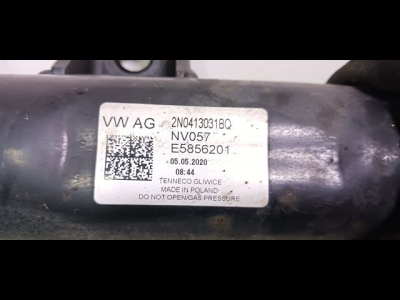 VW AG 2N0413031BQ
NV057
E5856201
05.05.2020
08:44
TENNECO GLIWICE
MADE IN POLAND
DO NOT OPEN/GAS PRESSURE